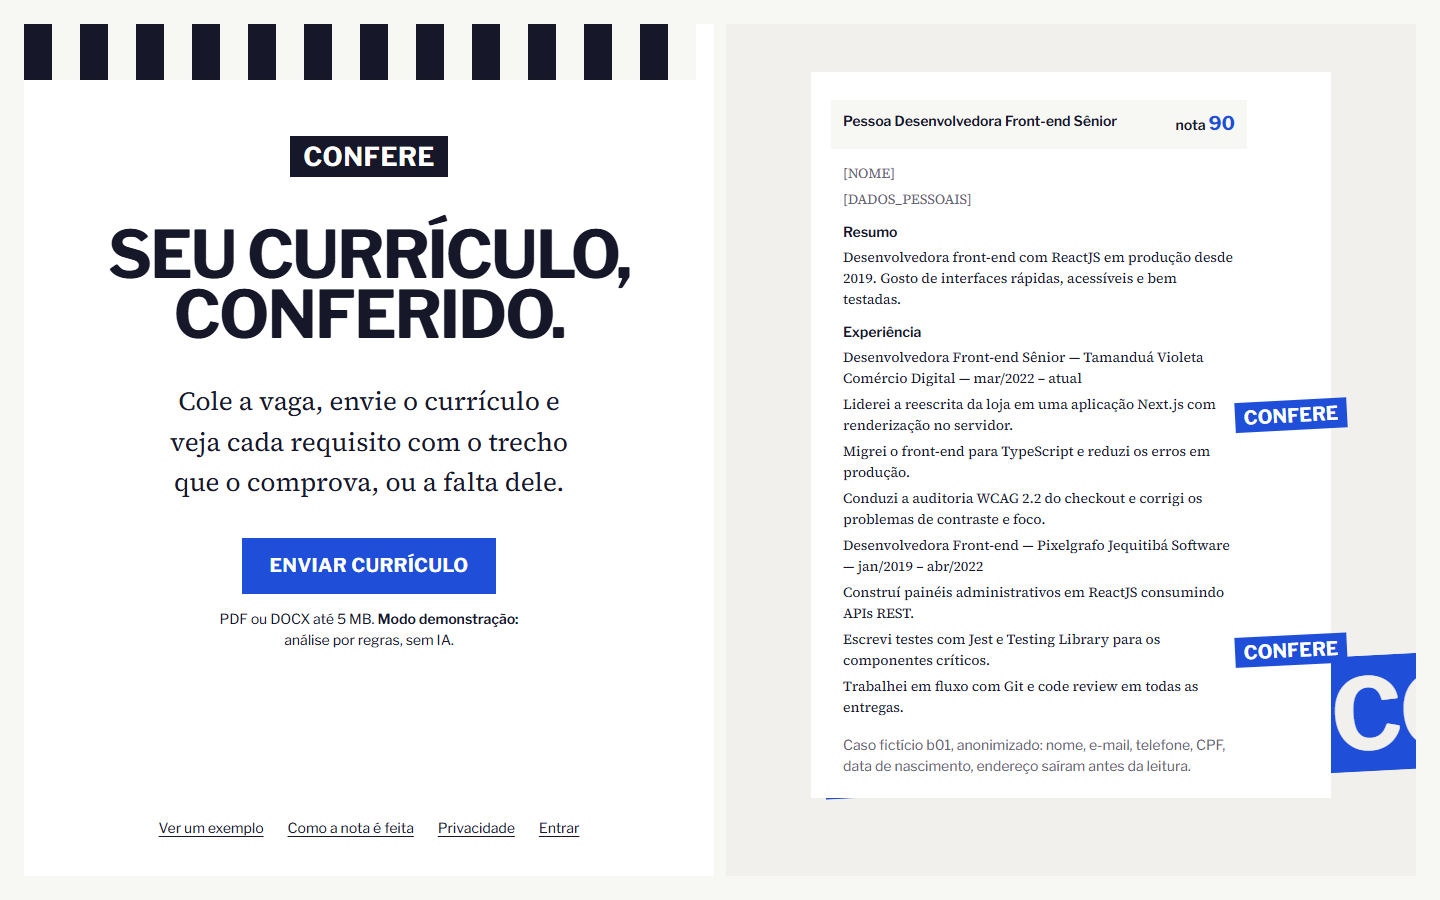 CONFERE
SEU CURRÍCULO,
CONFERIDO.
Cole a vaga, envie o currículo e
veja cada requisito com o trecho
que o comprova, ou a falta dele.
ENVIAR CURRÍCULO
PDF ou DOCX até 5 MB. Modo demonstração:
análise por regras, sem IA.
Ver um exemplo Como a nota é feita Privacidade Entrar
Pessoa Desenvolvedora Front-end Sênior nota 90
[NOME]
[DADOS_PESSOAIS]
Resumo
Desenvolvedora front-end com ReactJS em produção desde
2019. Gosto de interfaces rápidas, acessíveis e bem
testadas.
Experiência
Desenvolvedora Front-end Sênior — Tamanduá Violeta
Comércio Digital — mar/2022 – atual
Liderei a reescrita da loja em uma aplicação Next.js com
renderização no servidor.
CONFERE
Migrei o front-end para TypeScript e reduzi os erros em
produção.
Conduzi a auditoria WCAG 2.2 do checkout e corrigi os
problemas de contraste e foco.
Desenvolvedora Front-end — Pixelgrafo Jequitibá Software
— jan/2019 – abr/2022
Construí painéis administrativos em ReactJS consumindo
APIs REST.
Escrevi testes com Jest e Testing Library para os
componentes críticos.
CONFERE
Trabalhei em fluxo com Git e code review em todas as
entregas.
Caso fictício b01, anonimizado: nome, e-mail, telefone, CPF,
data de nascimento, endereço saíram antes da leitura.